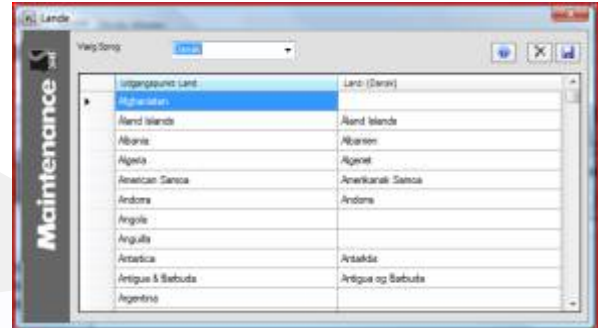 Lande
Vælg Sprog Dansk
Maintenance
Udgangspunkt Land Land (Dansk)
Afghanistan
Åland Islands Åland Islands
Albania Albanien
Algeria Algeriet
American Samoa Amerikansk Samoa
Andorra Andorra
Angola
Anguilla
Antartica Antarktis
Antigua & Barbuda Antigua og Barbuda
Argentina